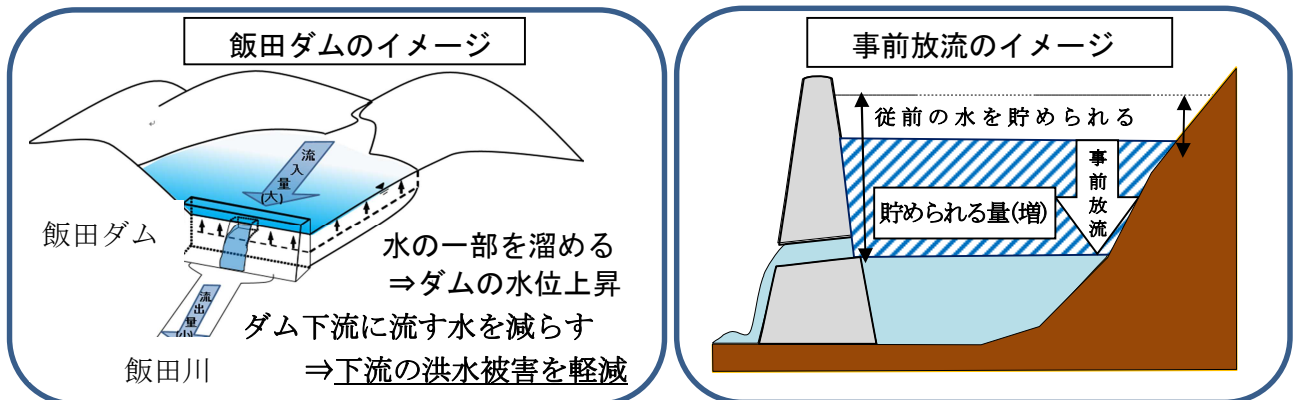 飯田ダムのイメージ
流入量(大)
飯田ダム
水の一部を溜める
⇒ダムの水位上昇
流出量(小)
ダム下流に流す水を減らす
飯田川
⇒下流の洪水被害を軽減
事前放流のイメージ
従前の水を貯められる
事前放流
貯められる量(増)